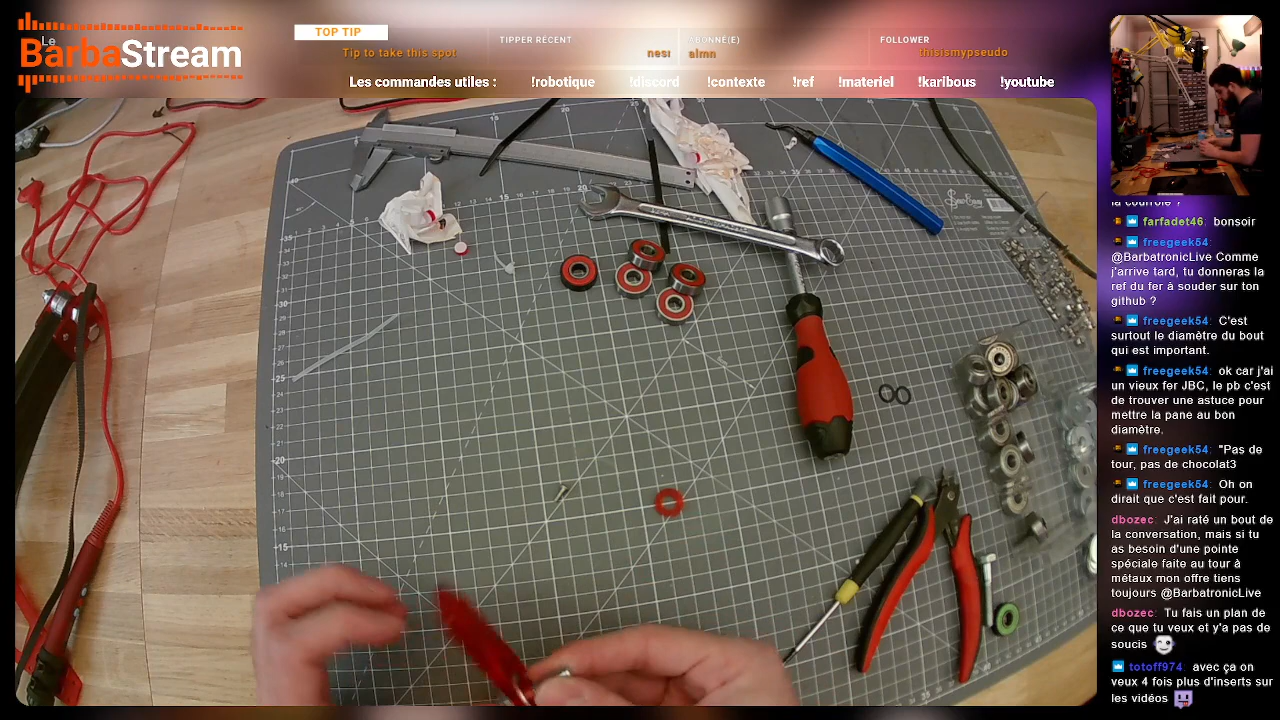 Le
BarbaStream
TOP TIP
Tip to take this spot
TIPPER RÉCENT
nesı
ABONNÉ(E)
almn
FOLLOWER
thisismypseudo
Les commandes utiles :
!robotique
!discord
!contexte
!ref
!materiel
!karibous
!youtube
la courroie ?
farfadet46: bonsoir
freegeek54:
@BarbatronicLive Comme
j'arrive tard, tu donneras la
ref du fer à souder sur ton
github ?
freegeek54: C'est
surtout le diamètre du bout
qui est important.
freegeek54: ok car j'ai
un vieux fer JBC, le pb c'est
de trouver une astuce pour
mettre la pane au bon
diamètre.
freegeek54: "Pas de
tour, pas de chocolat3
freegeek54: Oh on
dirait que c'est fait pour.
dbozec: J'ai raté un bout de
la conversation, mais si tu
as besoin d'une pointe
spéciale faite au tour à
métaux mon offre tiens
toujours @BarbatronicLive
dbozec: Tu fais un plan de
ce que tu veux et y'a pas de
soucis
totoff974: avec ça on
veux 4 fois plus d'inserts sur
les vidéos